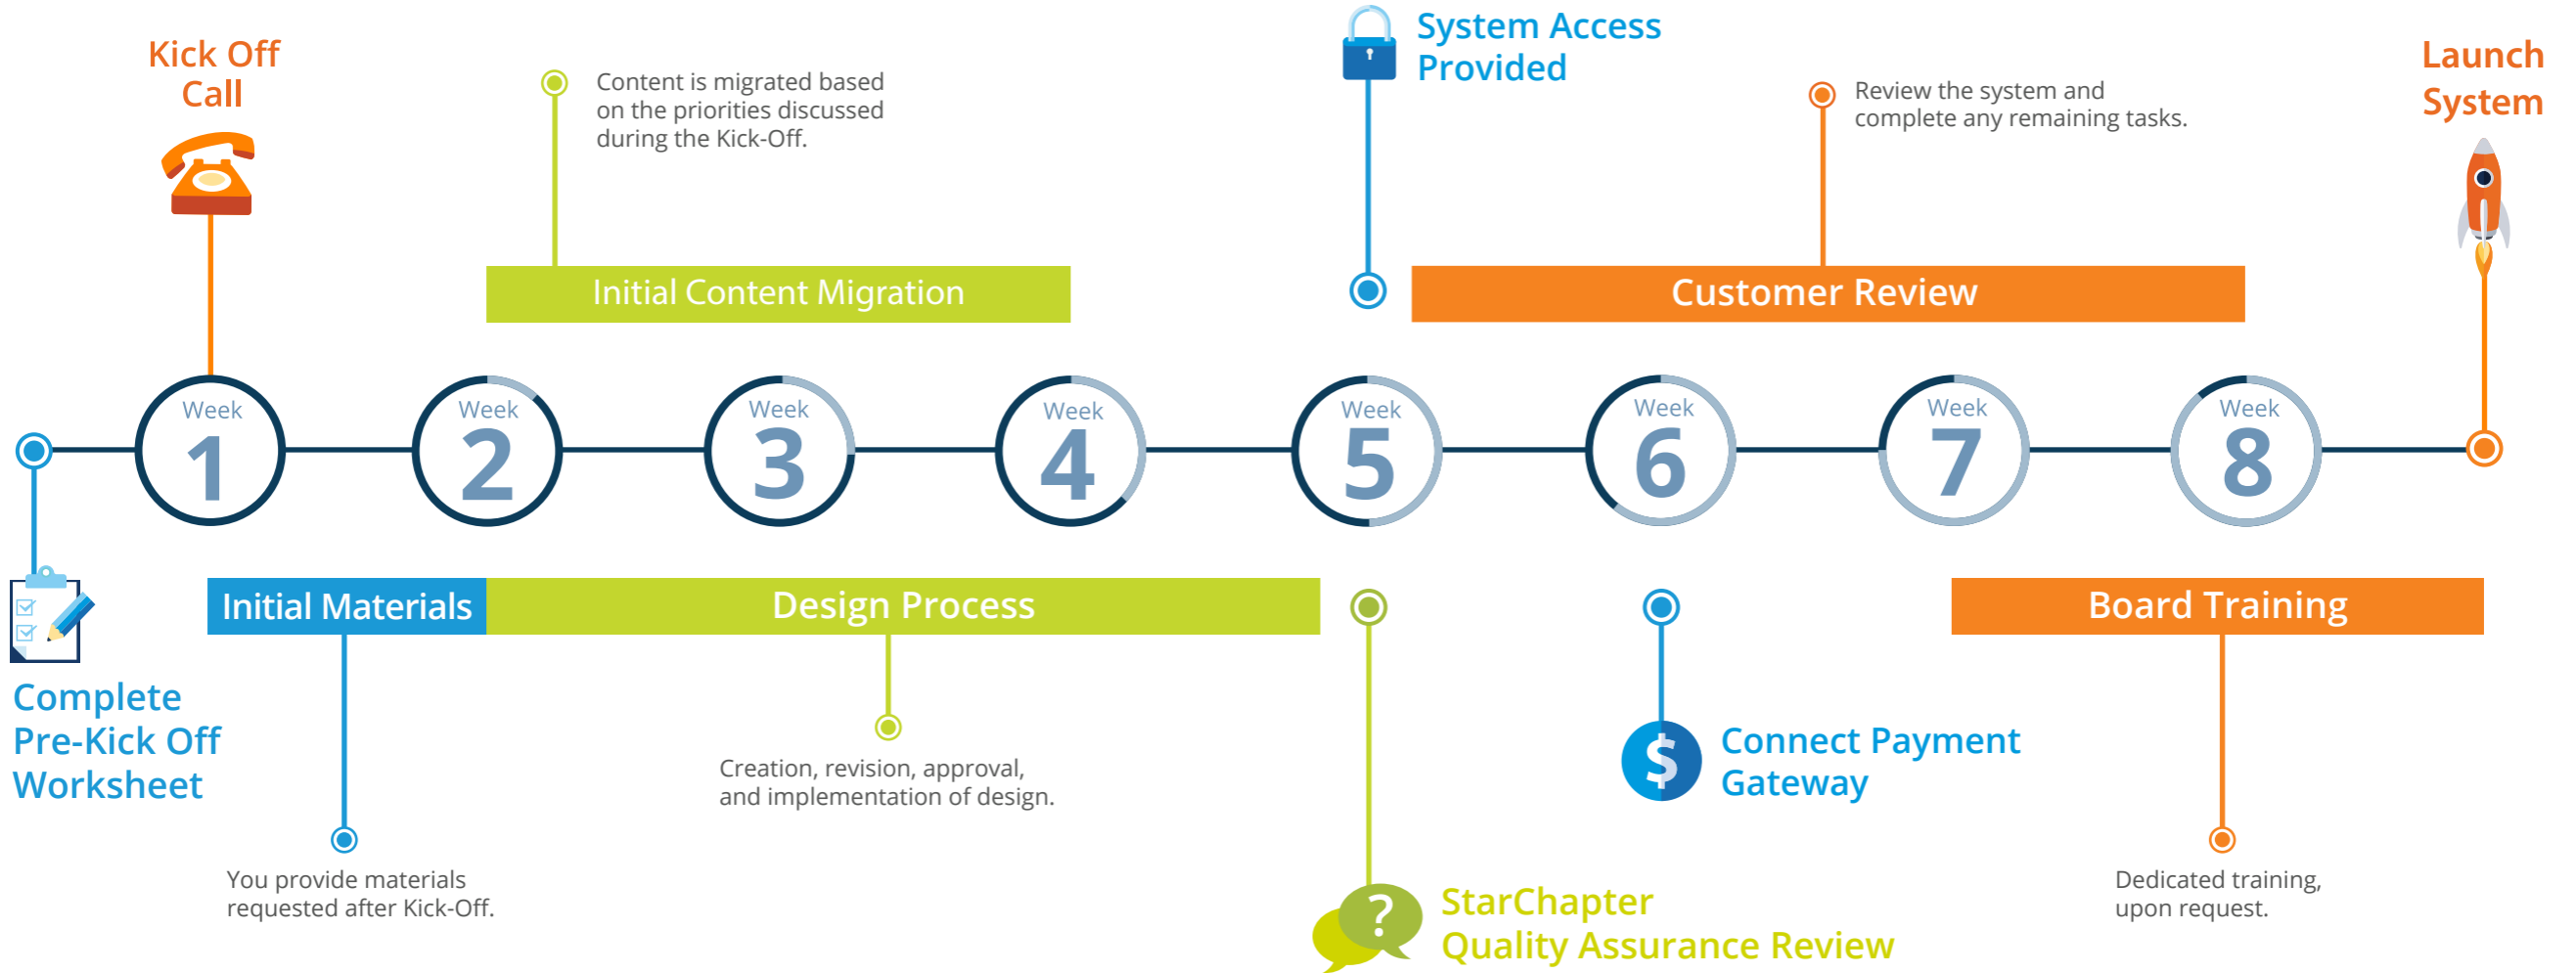 Kick Off
Call
Content is migrated based
on the priorities discussed
during the Kick-Off.
System Access
Provided
Review the system and
complete any remaining tasks.
Launch
System
Initial Content Migration
Customer Review
Week
1
Week
2
Week
3
Week
4
Week
5
Week
6
Week
7
Week
8
Initial Materials
Design Process
Board Training
Complete
Pre-Kick Off
Worksheet
You provide materials
requested after Kick-Off.
Creation, revision, approval,
and implementation of design.
?
StarChapter
Quality Assurance Review
$
Connect Payment
Gateway
Dedicated training,
upon request.